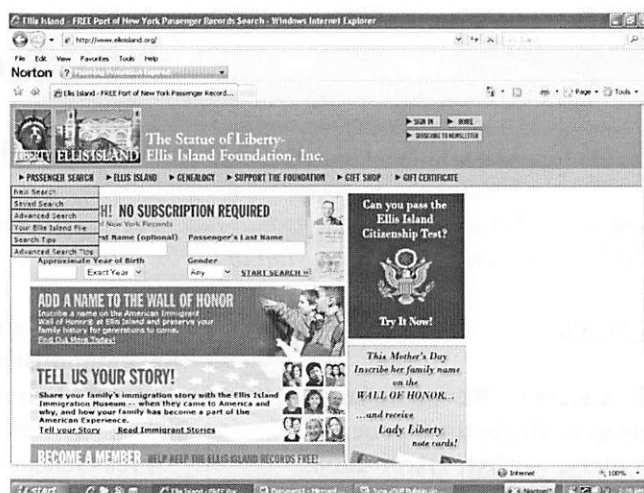 Ellis Island - FREE Port of New York Passenger Records Search - Windows Internet Explorer
http://www.ellisisland.org/
File Edit View Favorites Tools Help
Norton
Ellis Island - FREE Port of New York Passenger Record...
Page Tools
SIGN IN HOME
SUBSCRIBE TO NEWSLETTER
LIBERTY ELLIS ISLAND
The Statue of Liberty-
Ellis Island Foundation, Inc.
PASSENGER SEARCH ELLIS ISLAND GENEALOGY SUPPORT THE FOUNDATION GIFT SHOP GIFT CERTIFICATE
New Search
Saved Search
Advanced Search
Your Ellis Island File
Search Tips
Advanced Search Tips
H! NO SUBSCRIPTION REQUIRED
of New York Records
rst Name (optional) Passenger's Last Name
Approximate Year of Birth Gender
Exact Year Any START SEARCH »
ADD A NAME TO THE WALL OF HONOR
Inscribe a name on the American Immigrant
Wall of Honor® at Ellis Island and preserve your
family history for generations to come.
Find Out More Today!
TELL US YOUR STORY!
Share your family's immigration story with the Ellis Island
Immigration Museum -- when they came to America and
why, and how your family has become a part of the
American Experience.
Tell your Story Read Immigrant Stories
BECOME A MEMBER HELP KEEP THE ELLIS ISLAND RECORDS FREE!
Can you pass the
Ellis Island
Citizenship Test?
Try It Now!
This Mother's Day
Inscribe her family name
on the
WALL OF HONOR...
...and receive
Lady Liberty
note cards!
Internet 100%
start